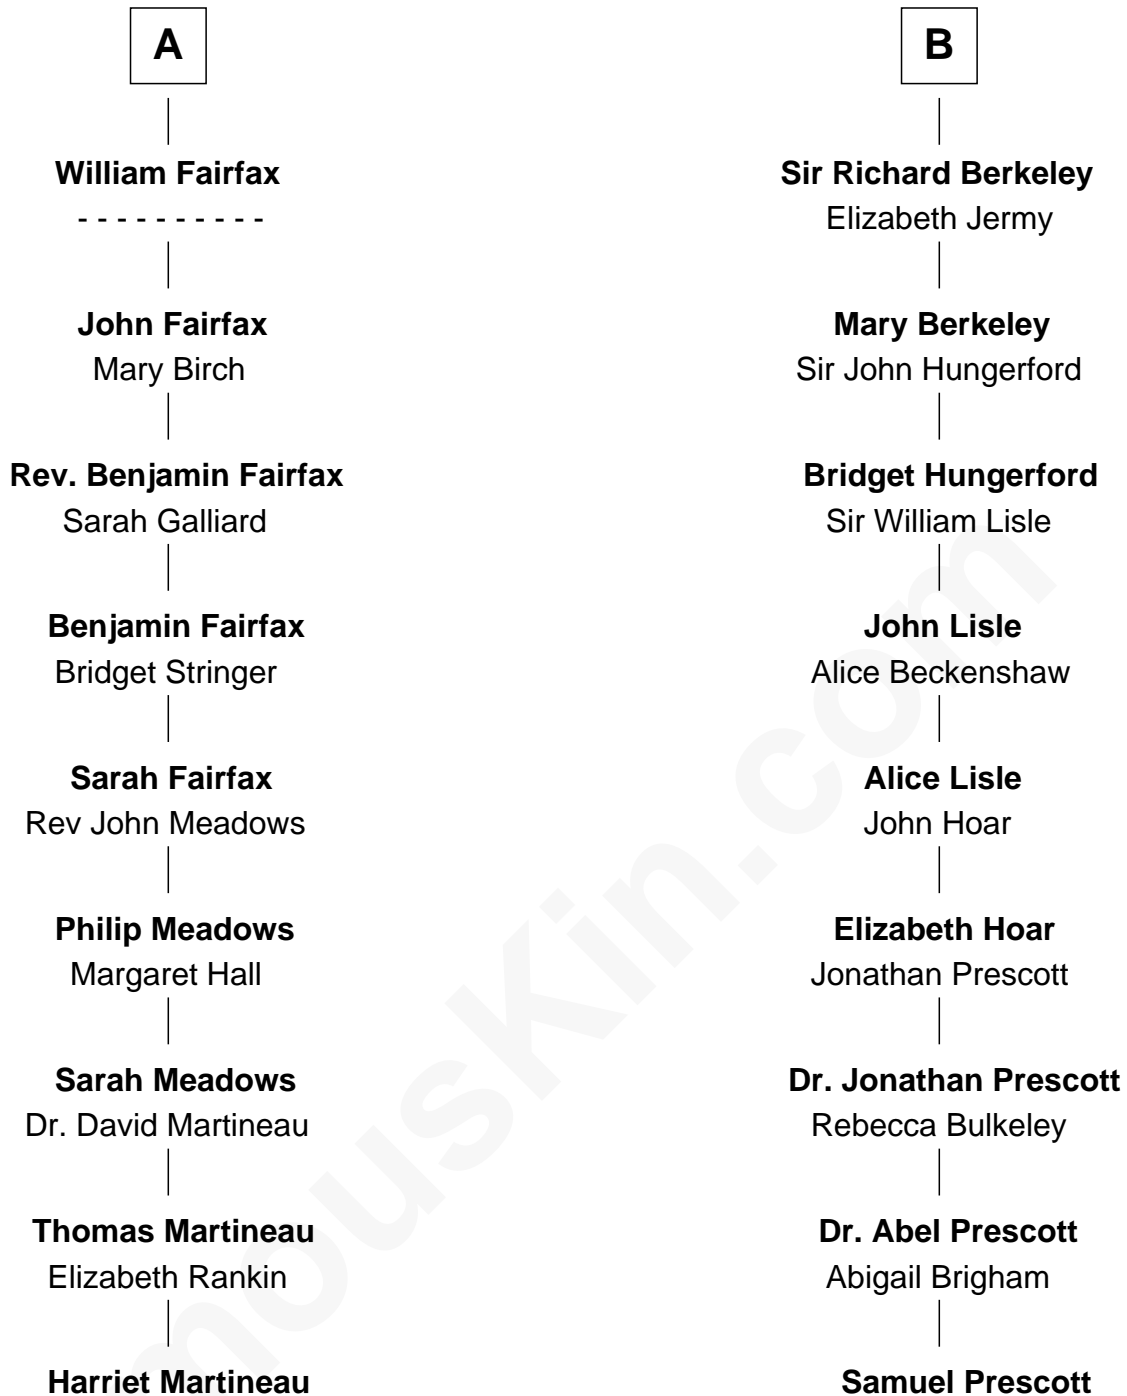 A
William Fairfax
- - - - - - - - - -
John Fairfax
Mary Birch
Rev. Benjamin Fairfax
Sarah Galliard
Benjamin Fairfax
Bridget Stringer
Sarah Fairfax
Rev John Meadows
Philip Meadows
Margaret Hall
Sarah Meadows
Dr. David Martineau
Thomas Martineau
Elizabeth Rankin
Harriet Martineau
B
Sir Richard Berkeley
Elizabeth Jermy
Mary Berkeley
Sir John Hungerford
Bridget Hungerford
Sir William Lisle
John Lisle
Alice Beckenshaw
Alice Lisle
John Hoar
Elizabeth Hoar
Jonathan Prescott
Dr. Jonathan Prescott
Rebecca Bulkeley
Dr. Abel Prescott
Abigail Brigham
Samuel Prescott
mousKin.com